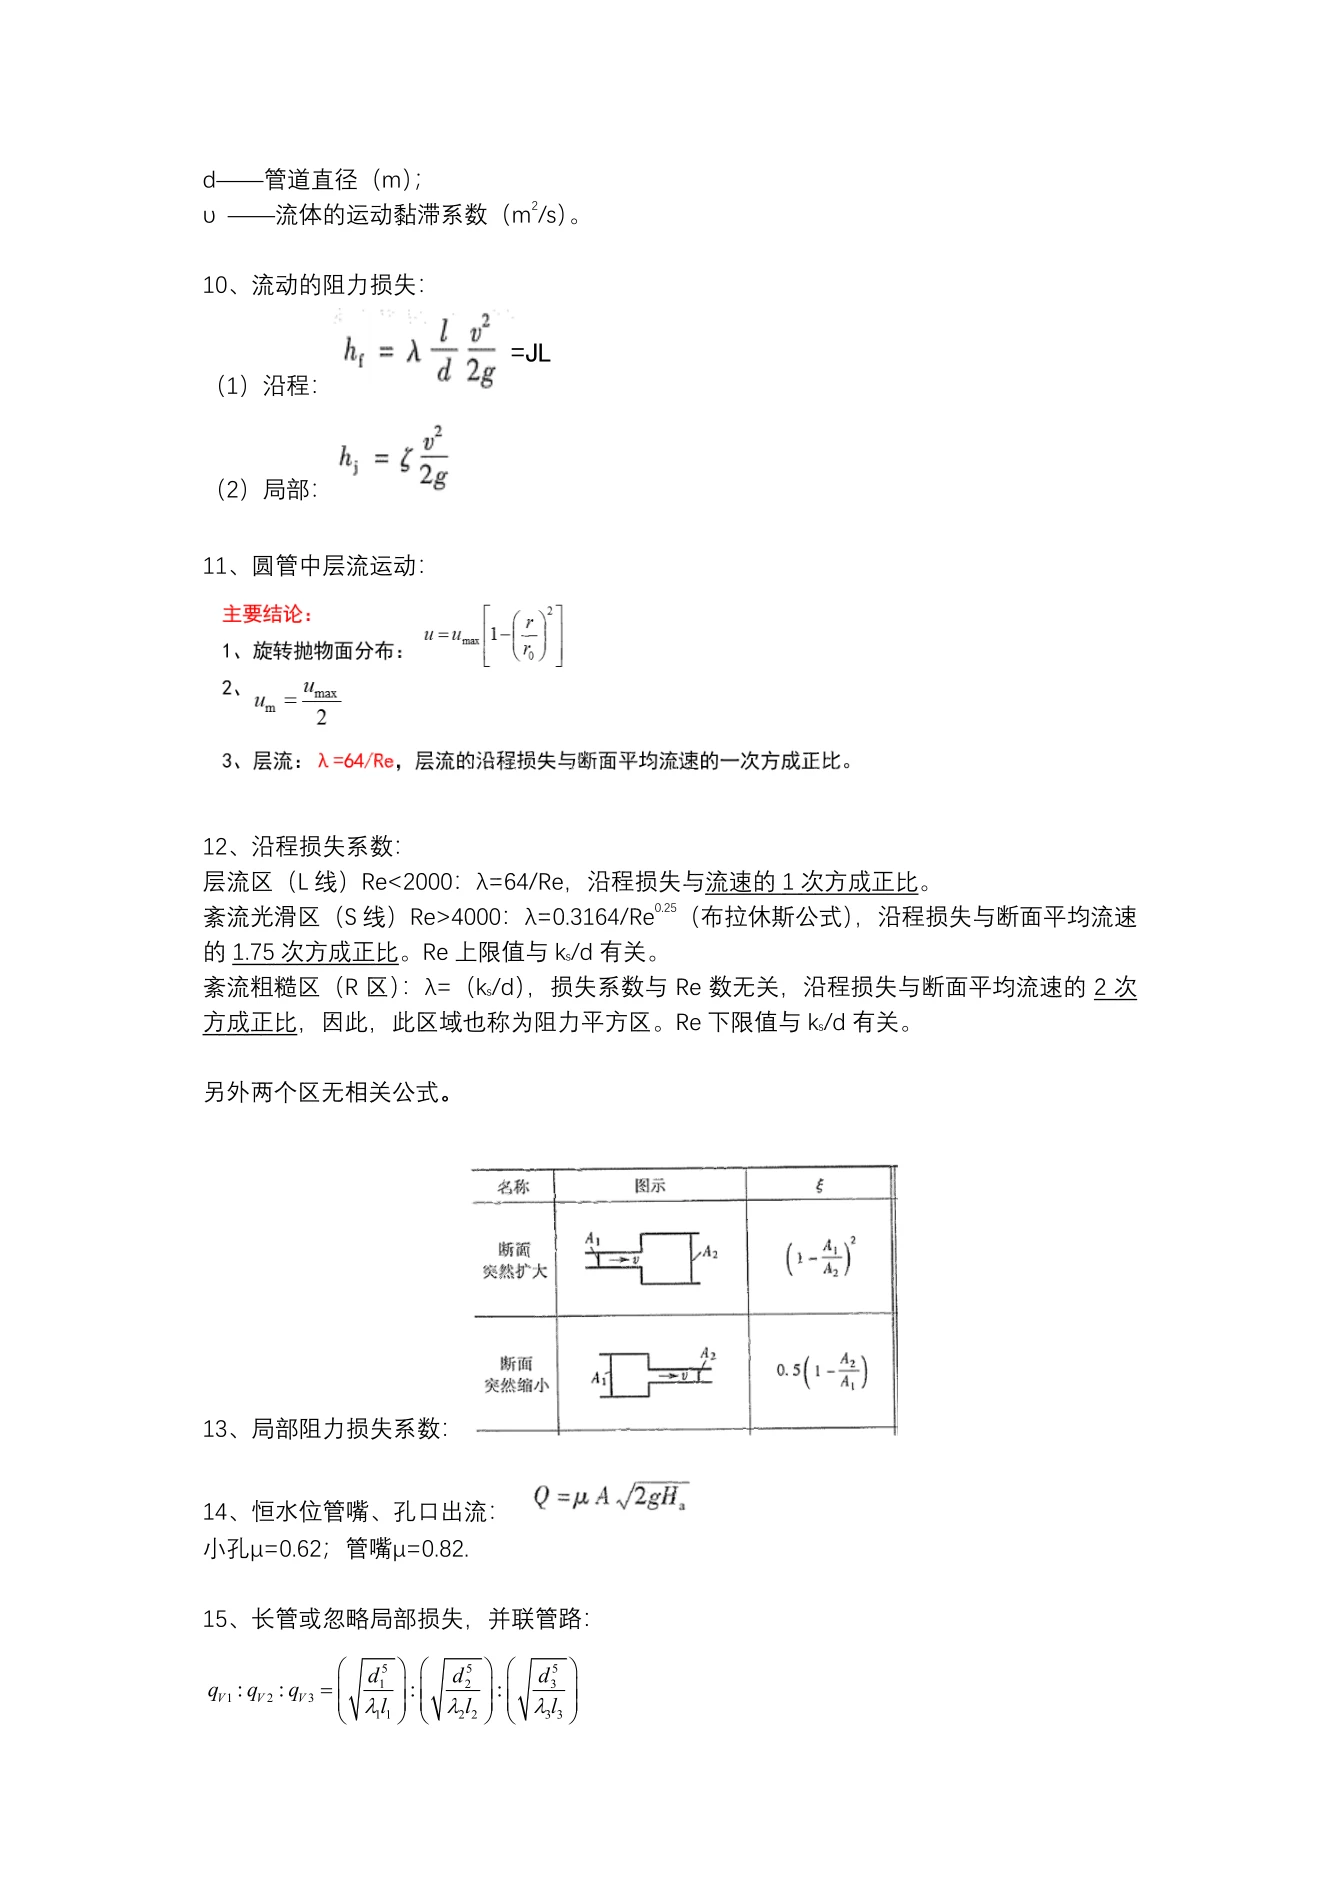 d——管道直径（m）；
υ ——流体的运动黏滞系数（m²/s）。
10、流动的阻力损失：
（1）沿程： h_f = λ l/d v²/2g =JL
（2）局部： h_j = ζ v²/2g
11、圆管中层流运动：
主要结论：
1、旋转抛物面分布： u=u_max[1-(r/r₀)²]
2、 u_m = u_max/2
3、层流：λ=64/Re，层流的沿程损失与断面平均流速的一次方成正比。
12、沿程损失系数：
层流区（L 线）Re<2000：λ=64/Re，沿程损失与流速的 1 次方成正比。
紊流光滑区（S 线）Re>4000：λ=0.3164/Re^0.25（布拉休斯公式），沿程损失与断面平均流速
的 1.75 次方成正比。Re 上限值与 kₛ/d 有关。
紊流粗糙区（R 区）：λ=（kₛ/d），损失系数与 Re 数无关，沿程损失与断面平均流速的 2 次
方成正比，因此，此区域也称为阻力平方区。Re 下限值与 kₛ/d 有关。
另外两个区无相关公式。
名称 图示 ξ
断面
突然扩大
A₁ v A₂
(1-A₁/A₂)²
断面
突然缩小
A₁ v A₂
0.5(1-A₂/A₁)
13、局部阻力损失系数：
14、恒水位管嘴、孔口出流： Q=μA√(2gH_a)
小孔μ=0.62；管嘴μ=0.82.
15、长管或忽略局部损失，并联管路：
q_V1 : q_V2 : q_V3 = (√(d₁⁵/λ₁l₁)) : (√(d₂⁵/λ₂l₂)) : (√(d₃⁵/λ₃l₃))